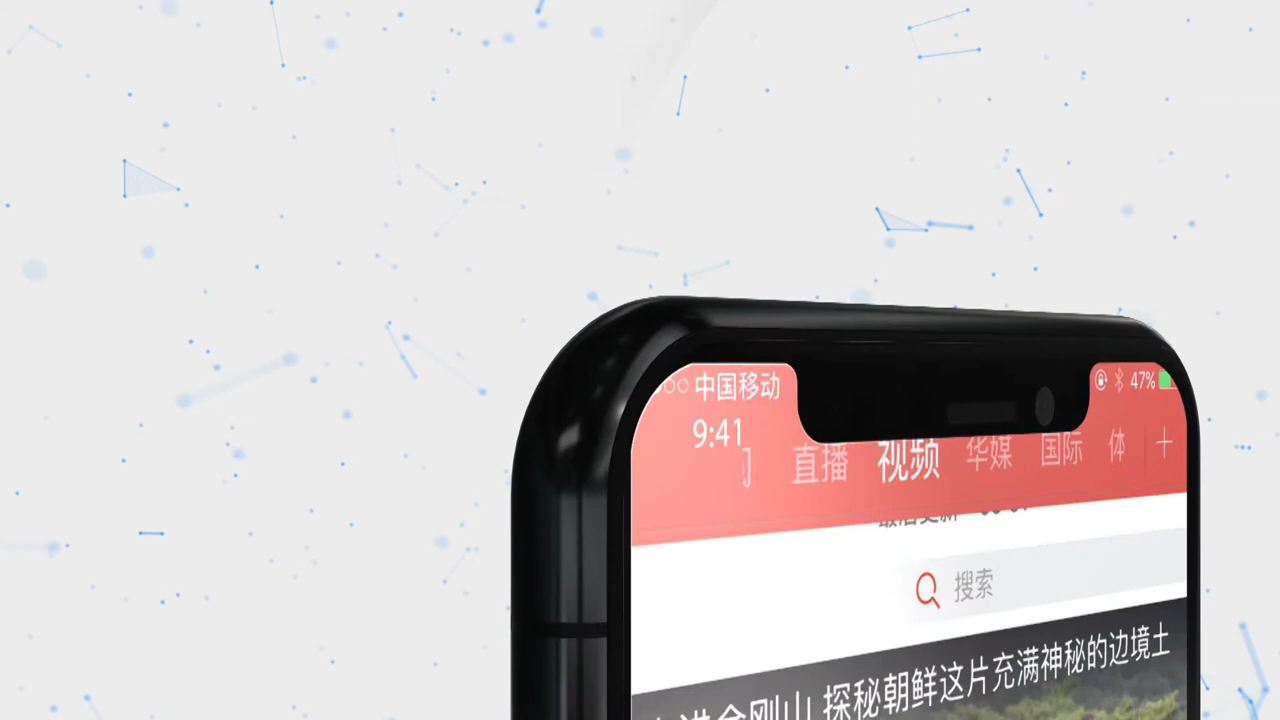 中国移动 47%
9:41
直播 视频 华媒 国际 体 +
搜索
探秘朝鲜这片充满神秘的边境土